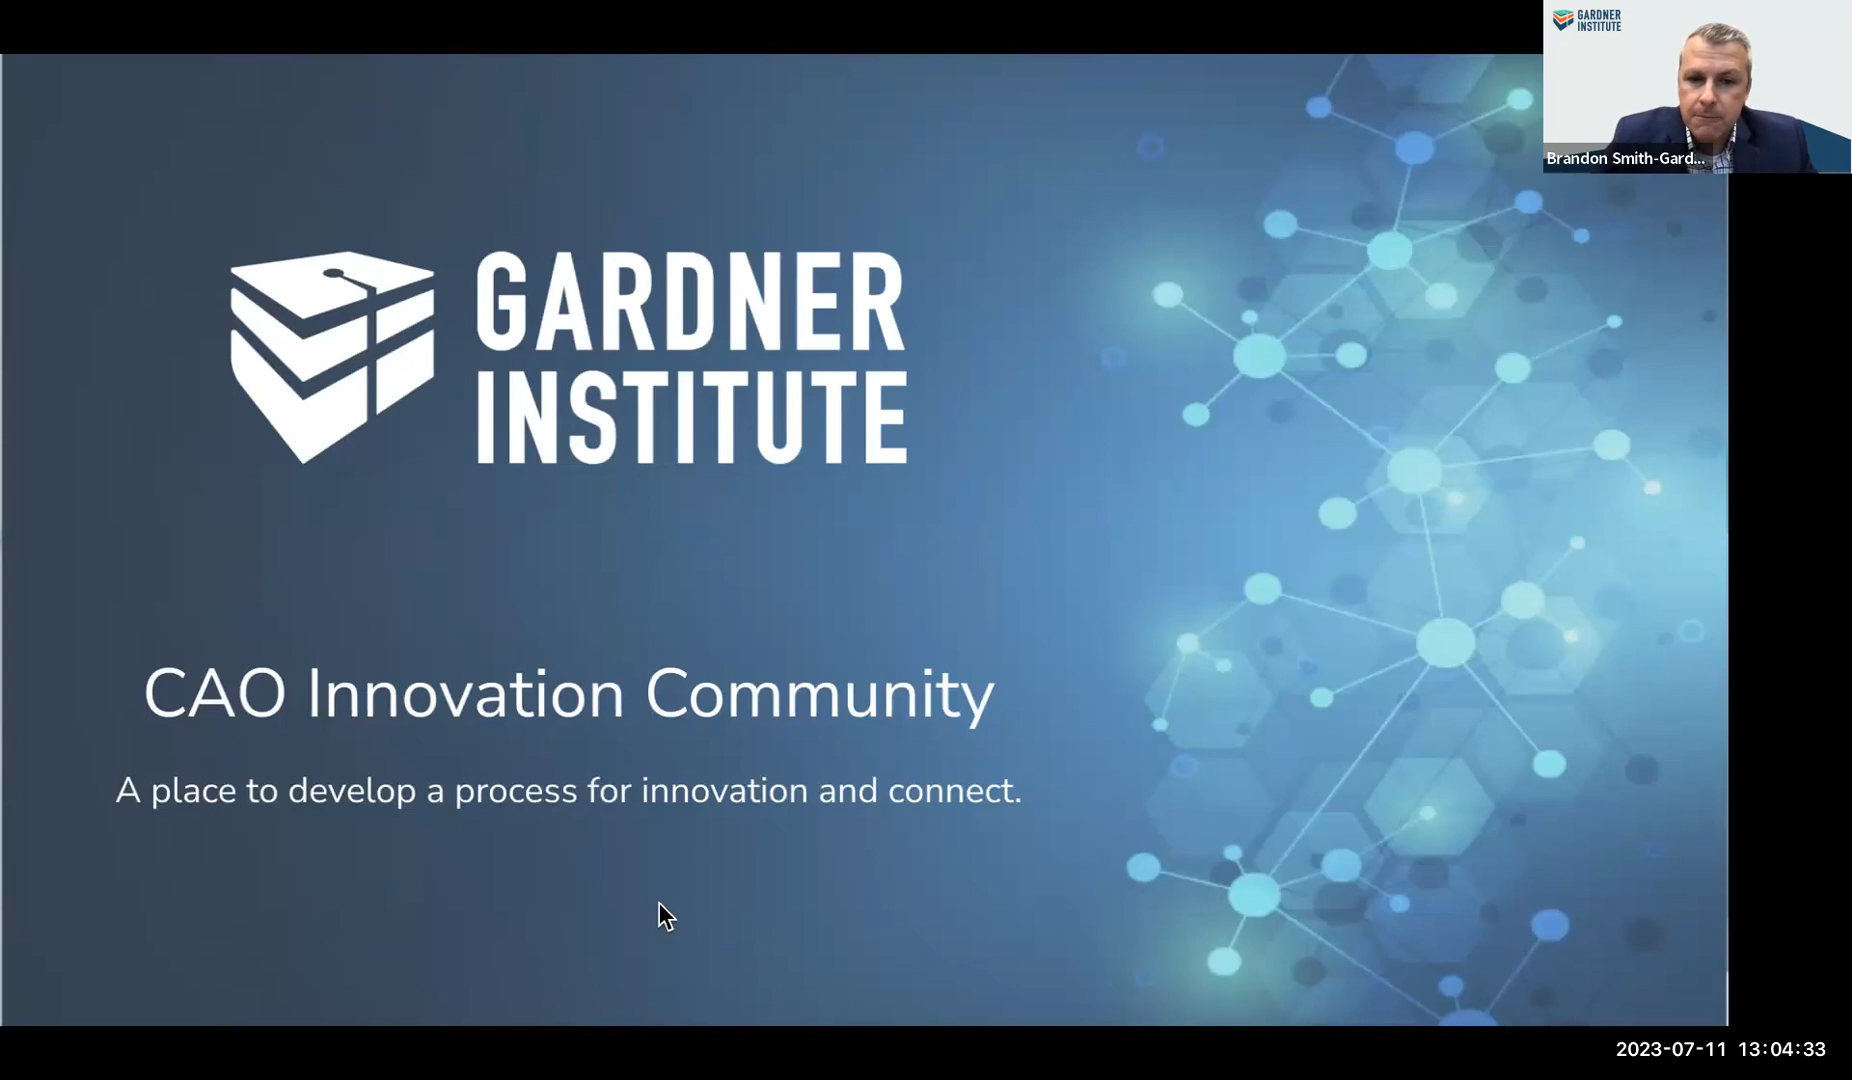 GARDNER
INSTITUTE
Brandon Smith-Gard...
GARDNER
INSTITUTE
CAO Innovation Community
A place to develop a process for innovation and connect.
2023-07-11 13:04:33